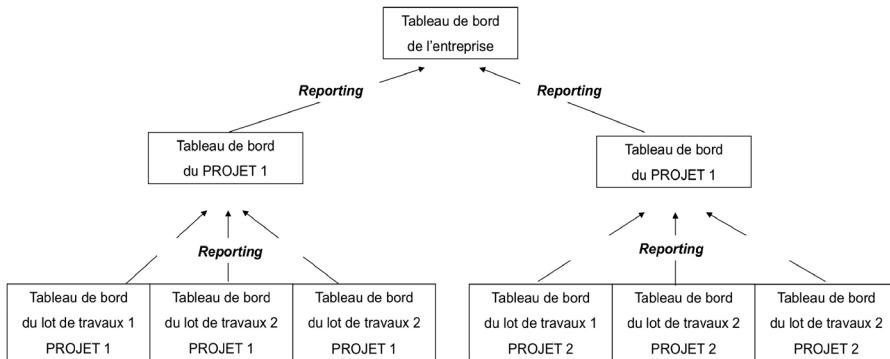 Tableau de bord
de l'entreprise
Reporting
Reporting
Tableau de bord
du PROJET 1
Tableau de bord
du PROJET 1
Reporting
Reporting
Tableau de bord
du lot de travaux 1
PROJET 1
Tableau de bord
du lot de travaux 2
PROJET 1
Tableau de bord
du lot de travaux 2
PROJET 1
Tableau de bord
du lot de travaux 1
PROJET 2
Tableau de bord
du lot de travaux 2
PROJET 2
Tableau de bord
du lot de travaux 2
PROJET 2